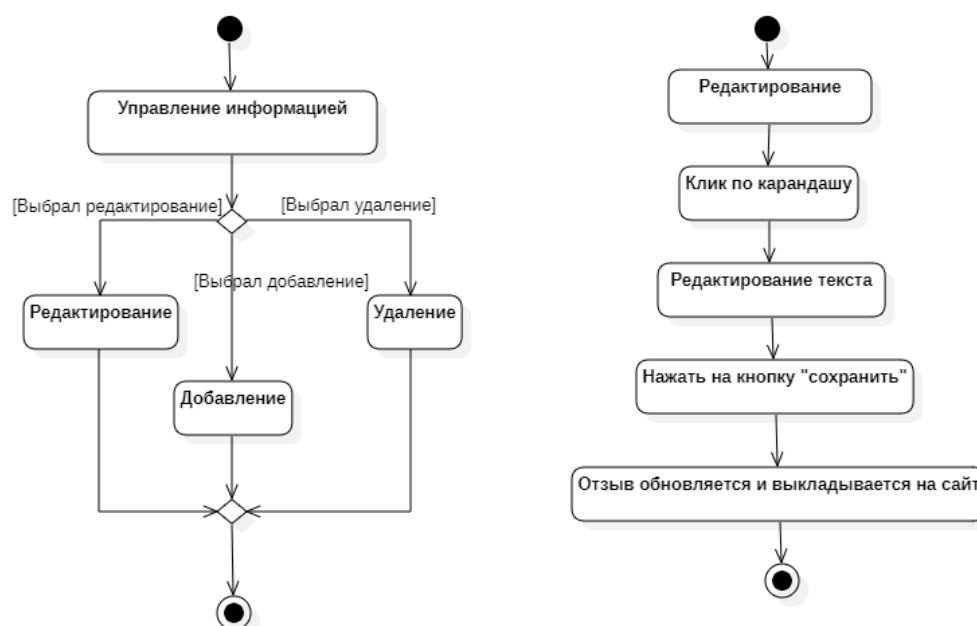 Управление информацией
[Выбрал редактирование]
[Выбрал удаление]
[Выбрал добавление]
Редактирование
Удаление
Добавление
Редактирование
Клик по карандашу
Редактирование текста
Нажать на кнопку "сохранить"
Отзыв обновляется и выкладывается на сайт